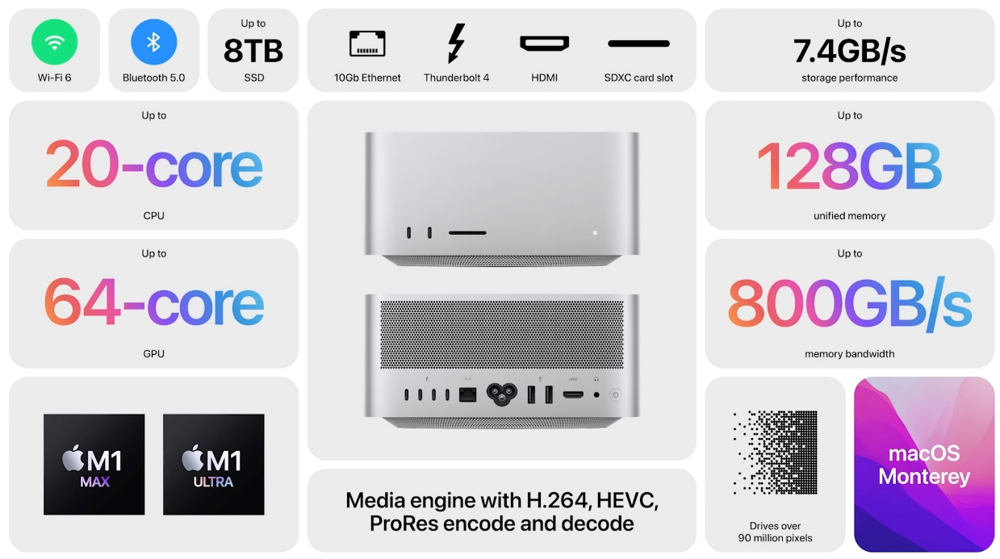 Wi-Fi 6
Bluetooth 5.0
Up to
8TB
SSD
10Gb Ethernet
Thunderbolt 4
HDMI
SDXC card slot
Up to
7.4GB/s
storage performance
Up to
20-core
CPU
Up to
128GB
unified memory
Up to
64-core
GPU
Up to
800GB/s
memory bandwidth
HDMI
M1
MAX
M1
ULTRA
Media engine with H.264, HEVC,
ProRes encode and decode
Drives over
90 million pixels
macOS
Monterey